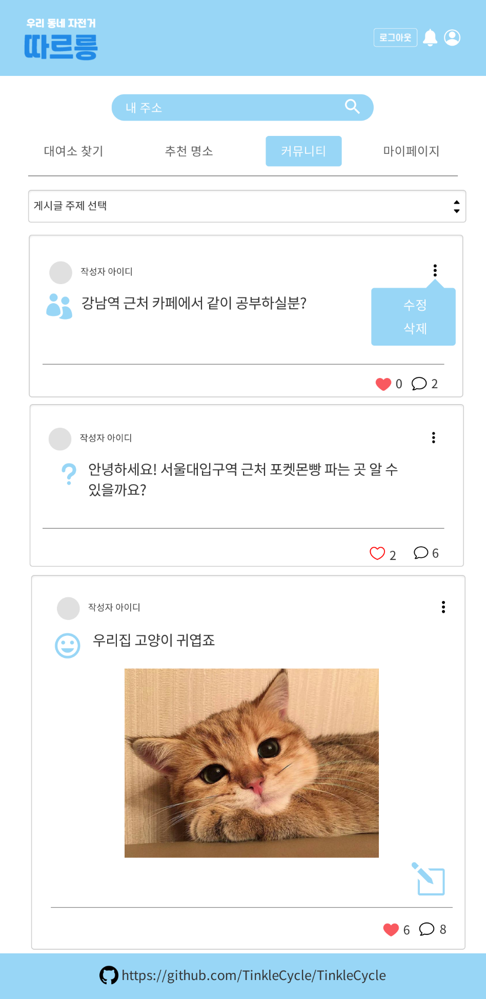 우리 동네 자전거
따르릉
로그아웃
내 주소
대여소 찾기
추천 명소
커뮤니티
마이페이지
게시글 주제 선택
작성자 아이디
강남역 근처 카페에서 같이 공부하실분?
수정
삭제
0
2
작성자 아이디
안녕하세요! 서울대입구역 근처 포켓몬빵 파는 곳 알 수
있을까요?
2
6
작성자 아이디
우리집 고양이 귀엽죠
6
8
https://github.com/TinkleCycle/TinkleCycle